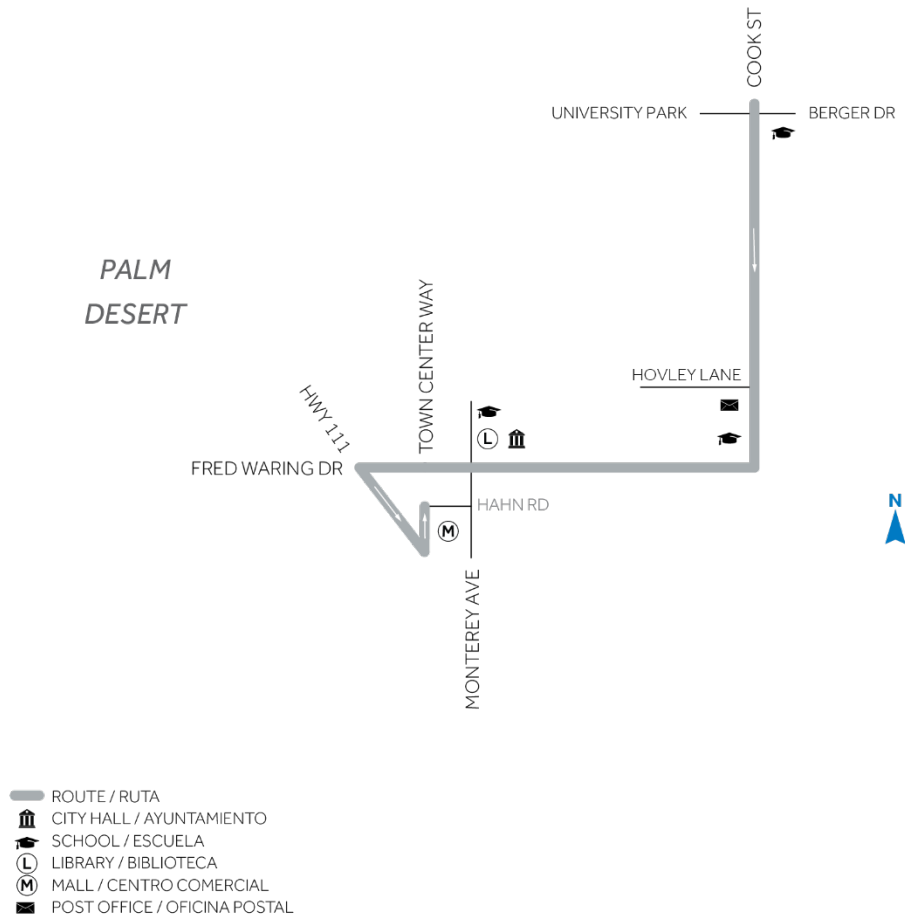 COOK ST
UNIVERSITY PARK
BERGER DR
PALM
DESERT
TOWN CENTER WAY
HOVLEY LANE
HWY 111
L
FRED WARING DR
HAHN RD
N
M
MONTEREY AVE
ROUTE / RUTA
CITY HALL / AYUNTAMIENTO
SCHOOL / ESCUELA
L LIBRARY / BIBLIOTECA
M MALL / CENTRO COMERCIAL
POST OFFICE / OFICINA POSTAL